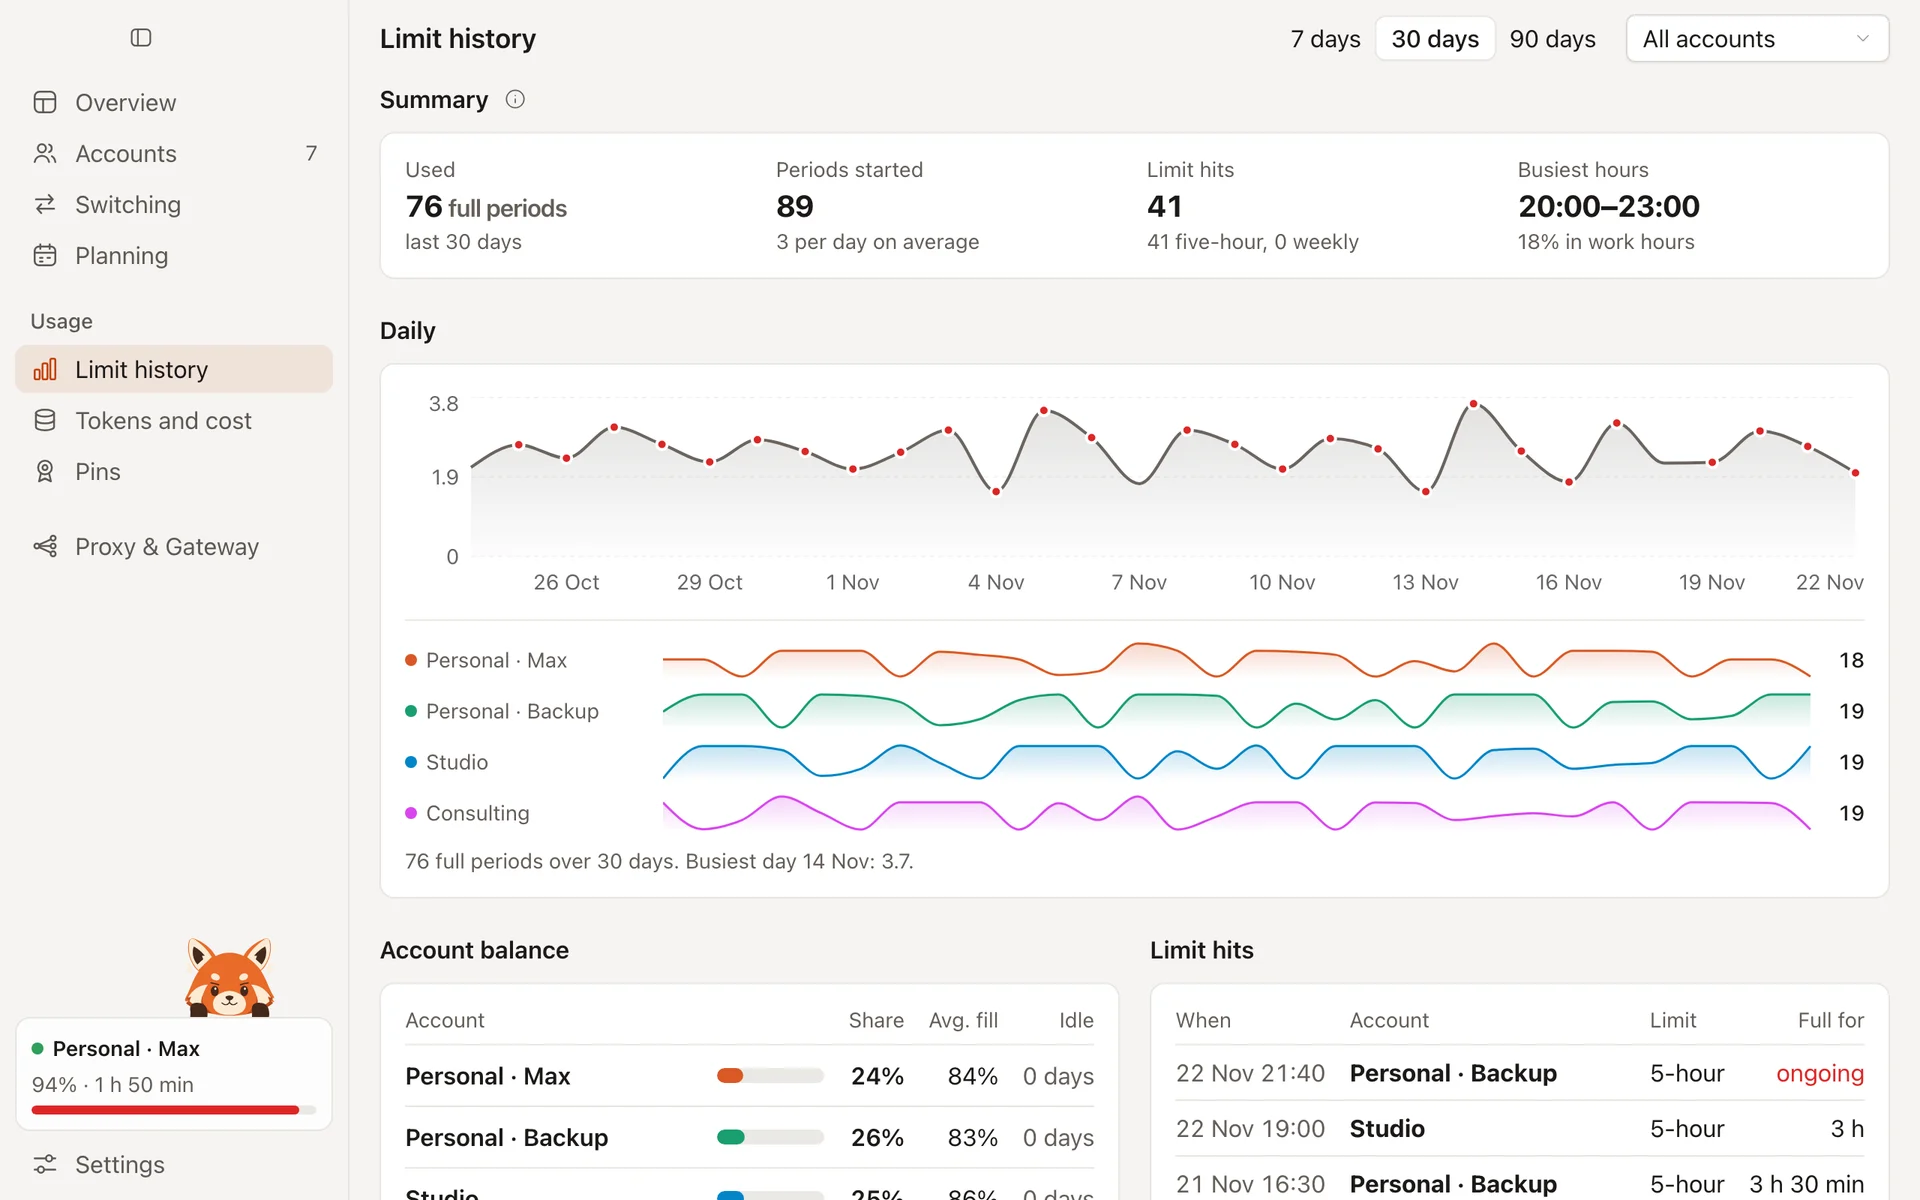 Overview
Accounts 7
Switching
Planning
Usage
Limit history
Tokens and cost
Pins
Proxy & Gateway
Personal · Max
94% · 1 h 50 min
Settings
Limit history
7 days 30 days 90 days All accounts
Summary
Used Periods started Limit hits Busiest hours
76 full periods 89 41 20:00–23:00
last 30 days 3 per day on average 41 five-hour, 0 weekly 18% in work hours
Daily
3.8
1.9
0
26 Oct 29 Oct 1 Nov 4 Nov 7 Nov 10 Nov 13 Nov 16 Nov 19 Nov 22 Nov
Personal · Max 18
Personal · Backup 19
Studio 19
Consulting 19
76 full periods over 30 days. Busiest day 14 Nov: 3.7.
Account balance
Account Share Avg. fill Idle
Personal · Max 24% 84% 0 days
Personal · Backup 26% 83% 0 days
Studio 25% 86% 0 days
Limit hits
When Account Limit Full for
22 Nov 21:40 Personal · Backup 5-hour ongoing
22 Nov 19:00 Studio 5-hour 3 h
21 Nov 16:30 Personal · Backup 5-hour 3 h 30 min